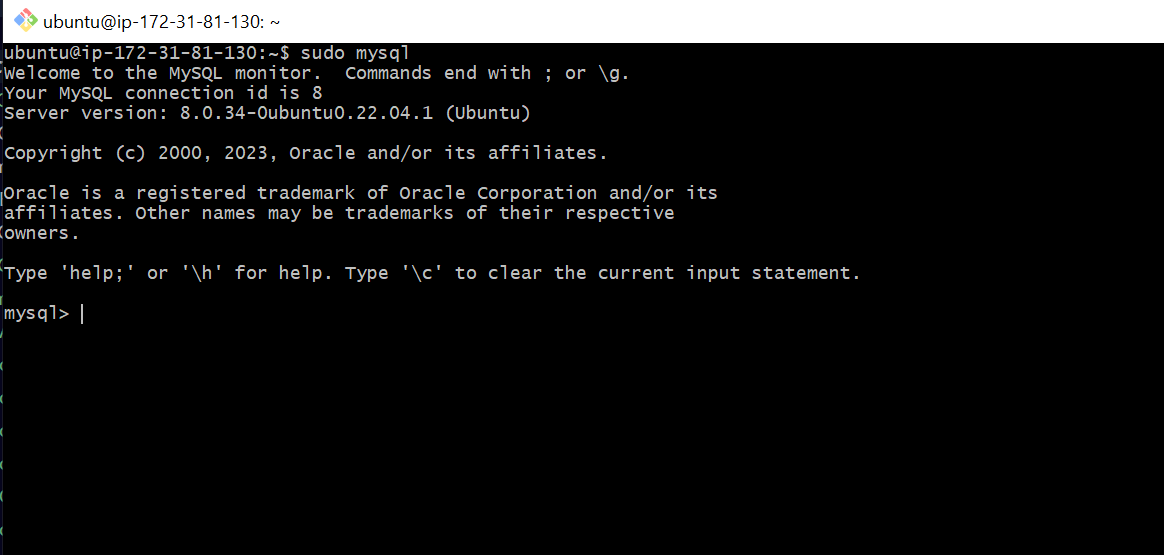 ubuntu@ip-172-31-81-130: ~
ubuntu@ip-172-31-81-130:~$ sudo mysql
Welcome to the MySQL monitor.  Commands end with ; or \g.
Your MySQL connection id is 8
Server version: 8.0.34-0ubuntu0.22.04.1 (Ubuntu)
Copyright (c) 2000, 2023, Oracle and/or its affiliates.
Oracle is a registered trademark of Oracle Corporation and/or its
affiliates. Other names may be trademarks of their respective
owners.
Type 'help;' or '\h' for help. Type '\c' to clear the current input statement.
mysql>